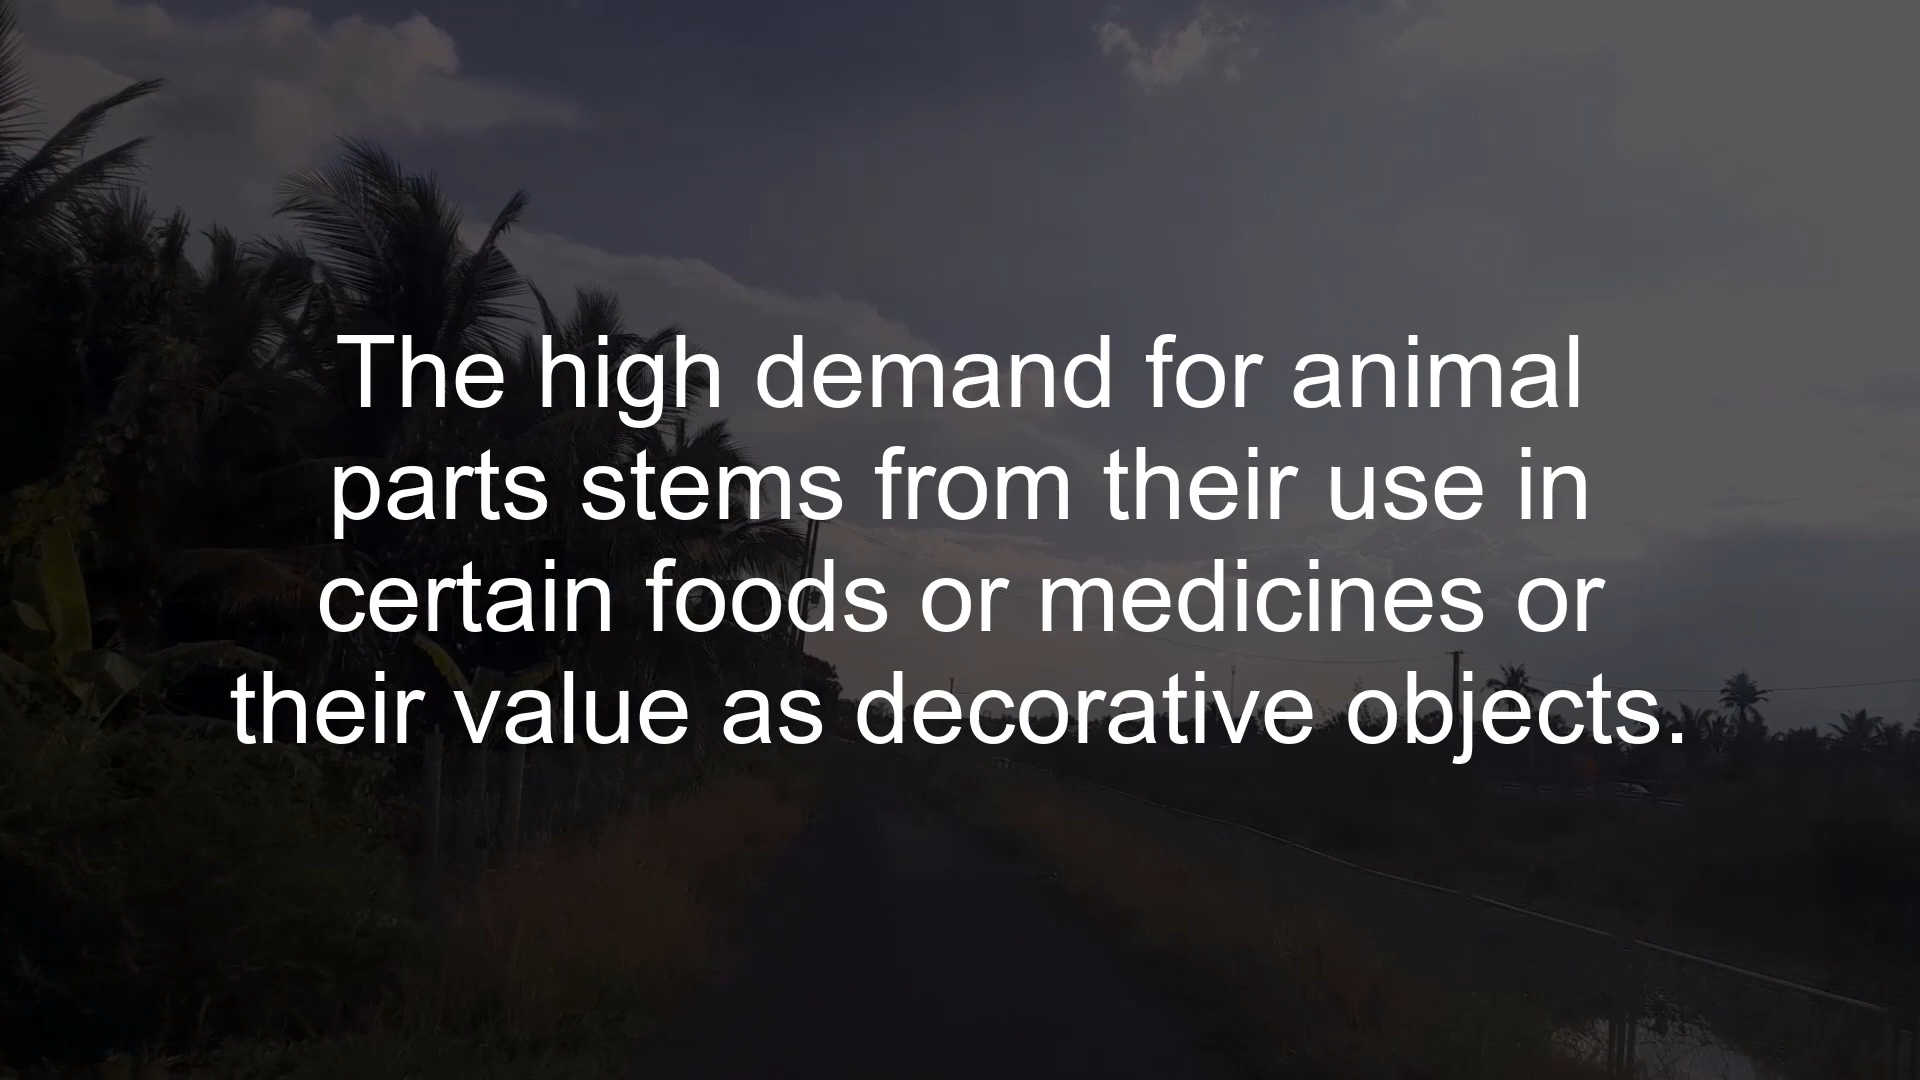 The high demand for animal
parts stems from their use in
certain foods or medicines or
their value as decorative objects.